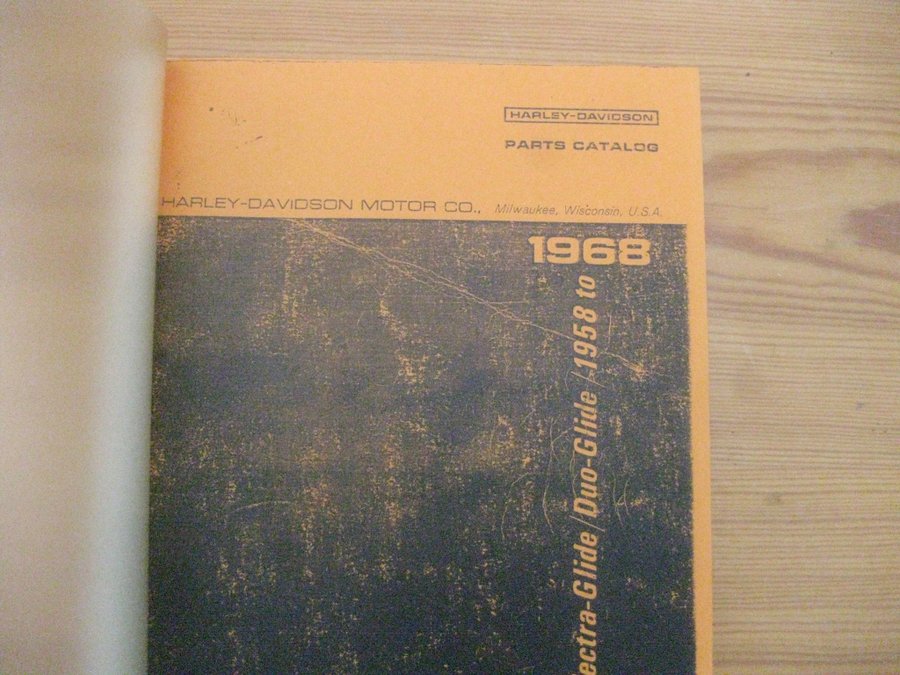 HARLEY-DAVIDSON
PARTS CATALOG
HARLEY-DAVIDSON MOTOR CO., Milwaukee, Wisconsin, U.S.A.
1968
ectra-Glide/Duo-Glide/1958 to